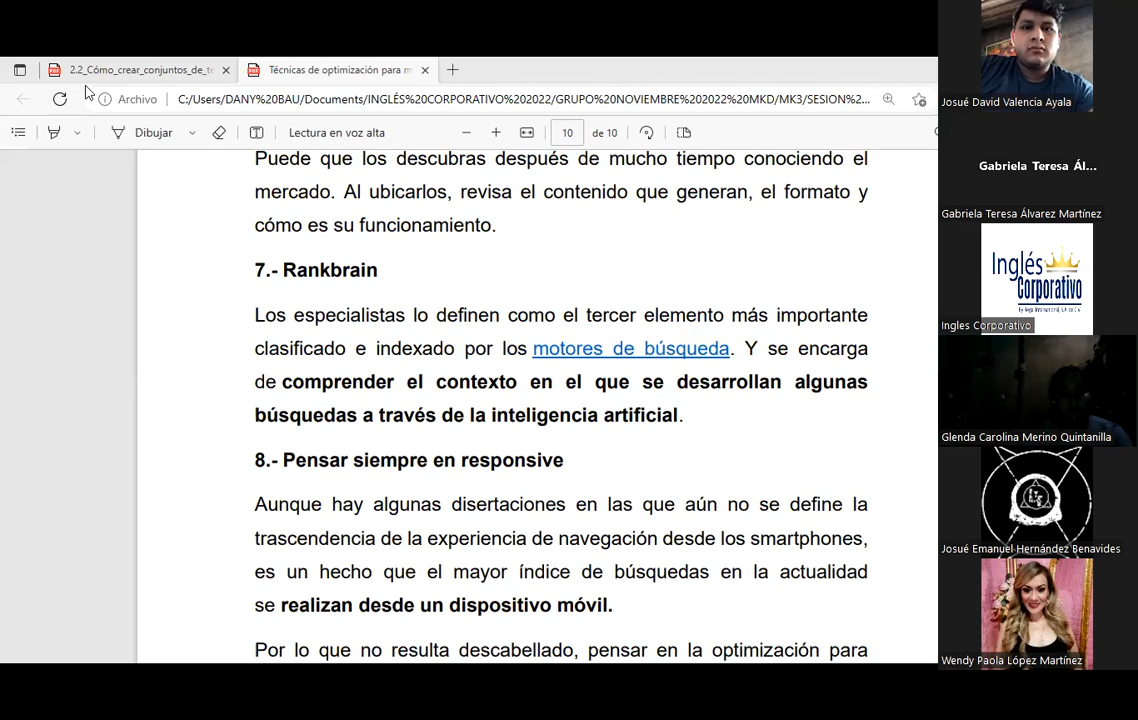 2.2_Cómo_crear_conjuntos_de_te
Técnicas de optimización para m
Archivo
C:/Users/DANY%20BAU/Documents/INGLÉS%20CORPORATIVO%202022/GRUPO%20NOVIEMBRE%202022%20MKD/MK3/SESION%2...
Dibujar
Lectura en voz alta
10
de 10
Puede que los descubras después de mucho tiempo conociendo el
mercado. Al ubicarlos, revisa el contenido que generan, el formato y
cómo es su funcionamiento.
7.- Rankbrain
Los especialistas lo definen como el tercer elemento más importante
clasificado e indexado por los motores de búsqueda. Y se encarga
de comprender el contexto en el que se desarrollan algunas
búsquedas a través de la inteligencia artificial.
8.- Pensar siempre en responsive
Aunque hay algunas disertaciones en las que aún no se define la
trascendencia de la experiencia de navegación desde los smartphones,
es un hecho que el mayor índice de búsquedas en la actualidad
se realizan desde un dispositivo móvil.
Por lo que no resulta descabellado, pensar en la optimización para
Josué David Valencia Ayala
Gabriela Teresa Ál...
Gabriela Teresa Álvarez Martínez
Inglés
Corporativo
Ingles Corporativo
Glenda Carolina Merino Quintanilla
Josué Emanuel Hernández Benavides
Wendy Paola López Martínez